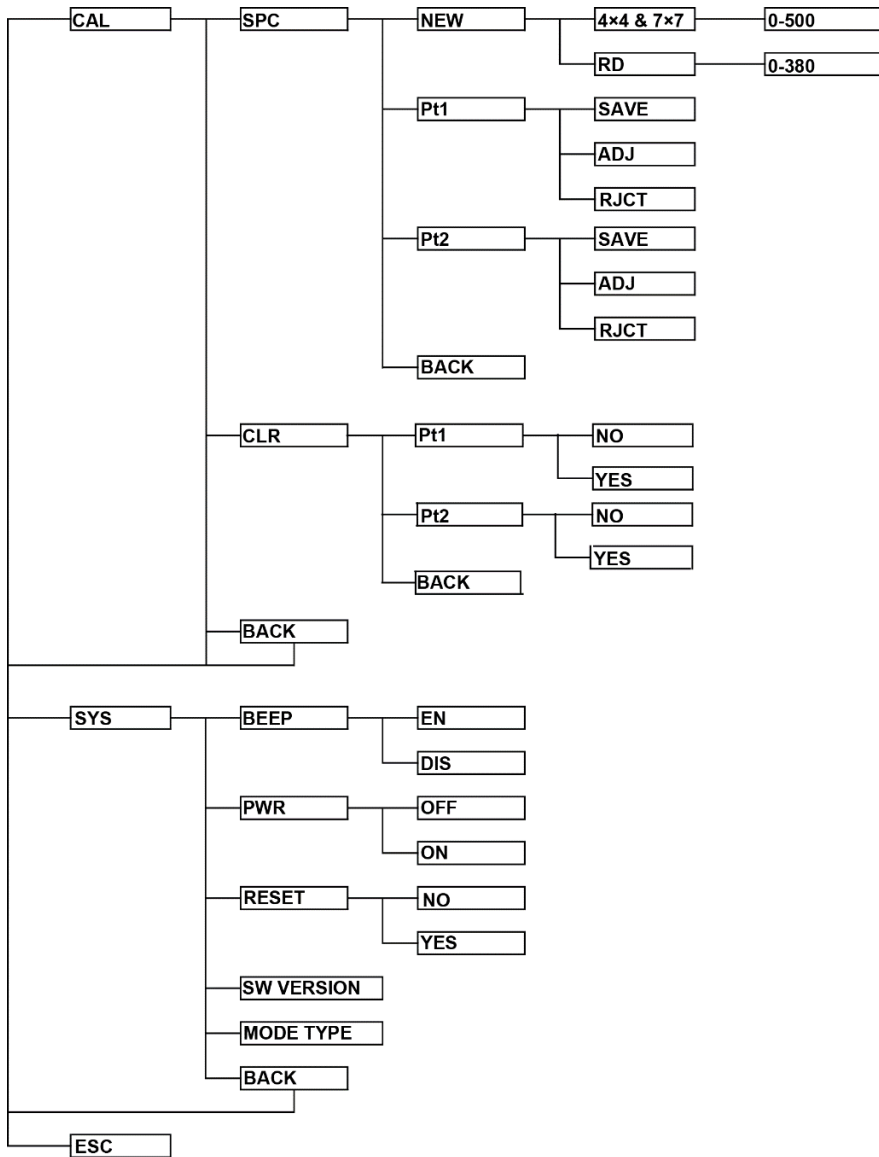 CAL SPC NEW 4×4 & 7×7 0-500
RD 0-380
Pt1 SAVE
ADJ
RJCT
Pt2 SAVE
ADJ
RJCT
BACK
CLR Pt1 NO
YES
Pt2 NO
YES
BACK
BACK
SYS BEEP EN
DIS
PWR OFF
ON
RESET NO
YES
SW VERSION
MODE TYPE
BACK
ESC